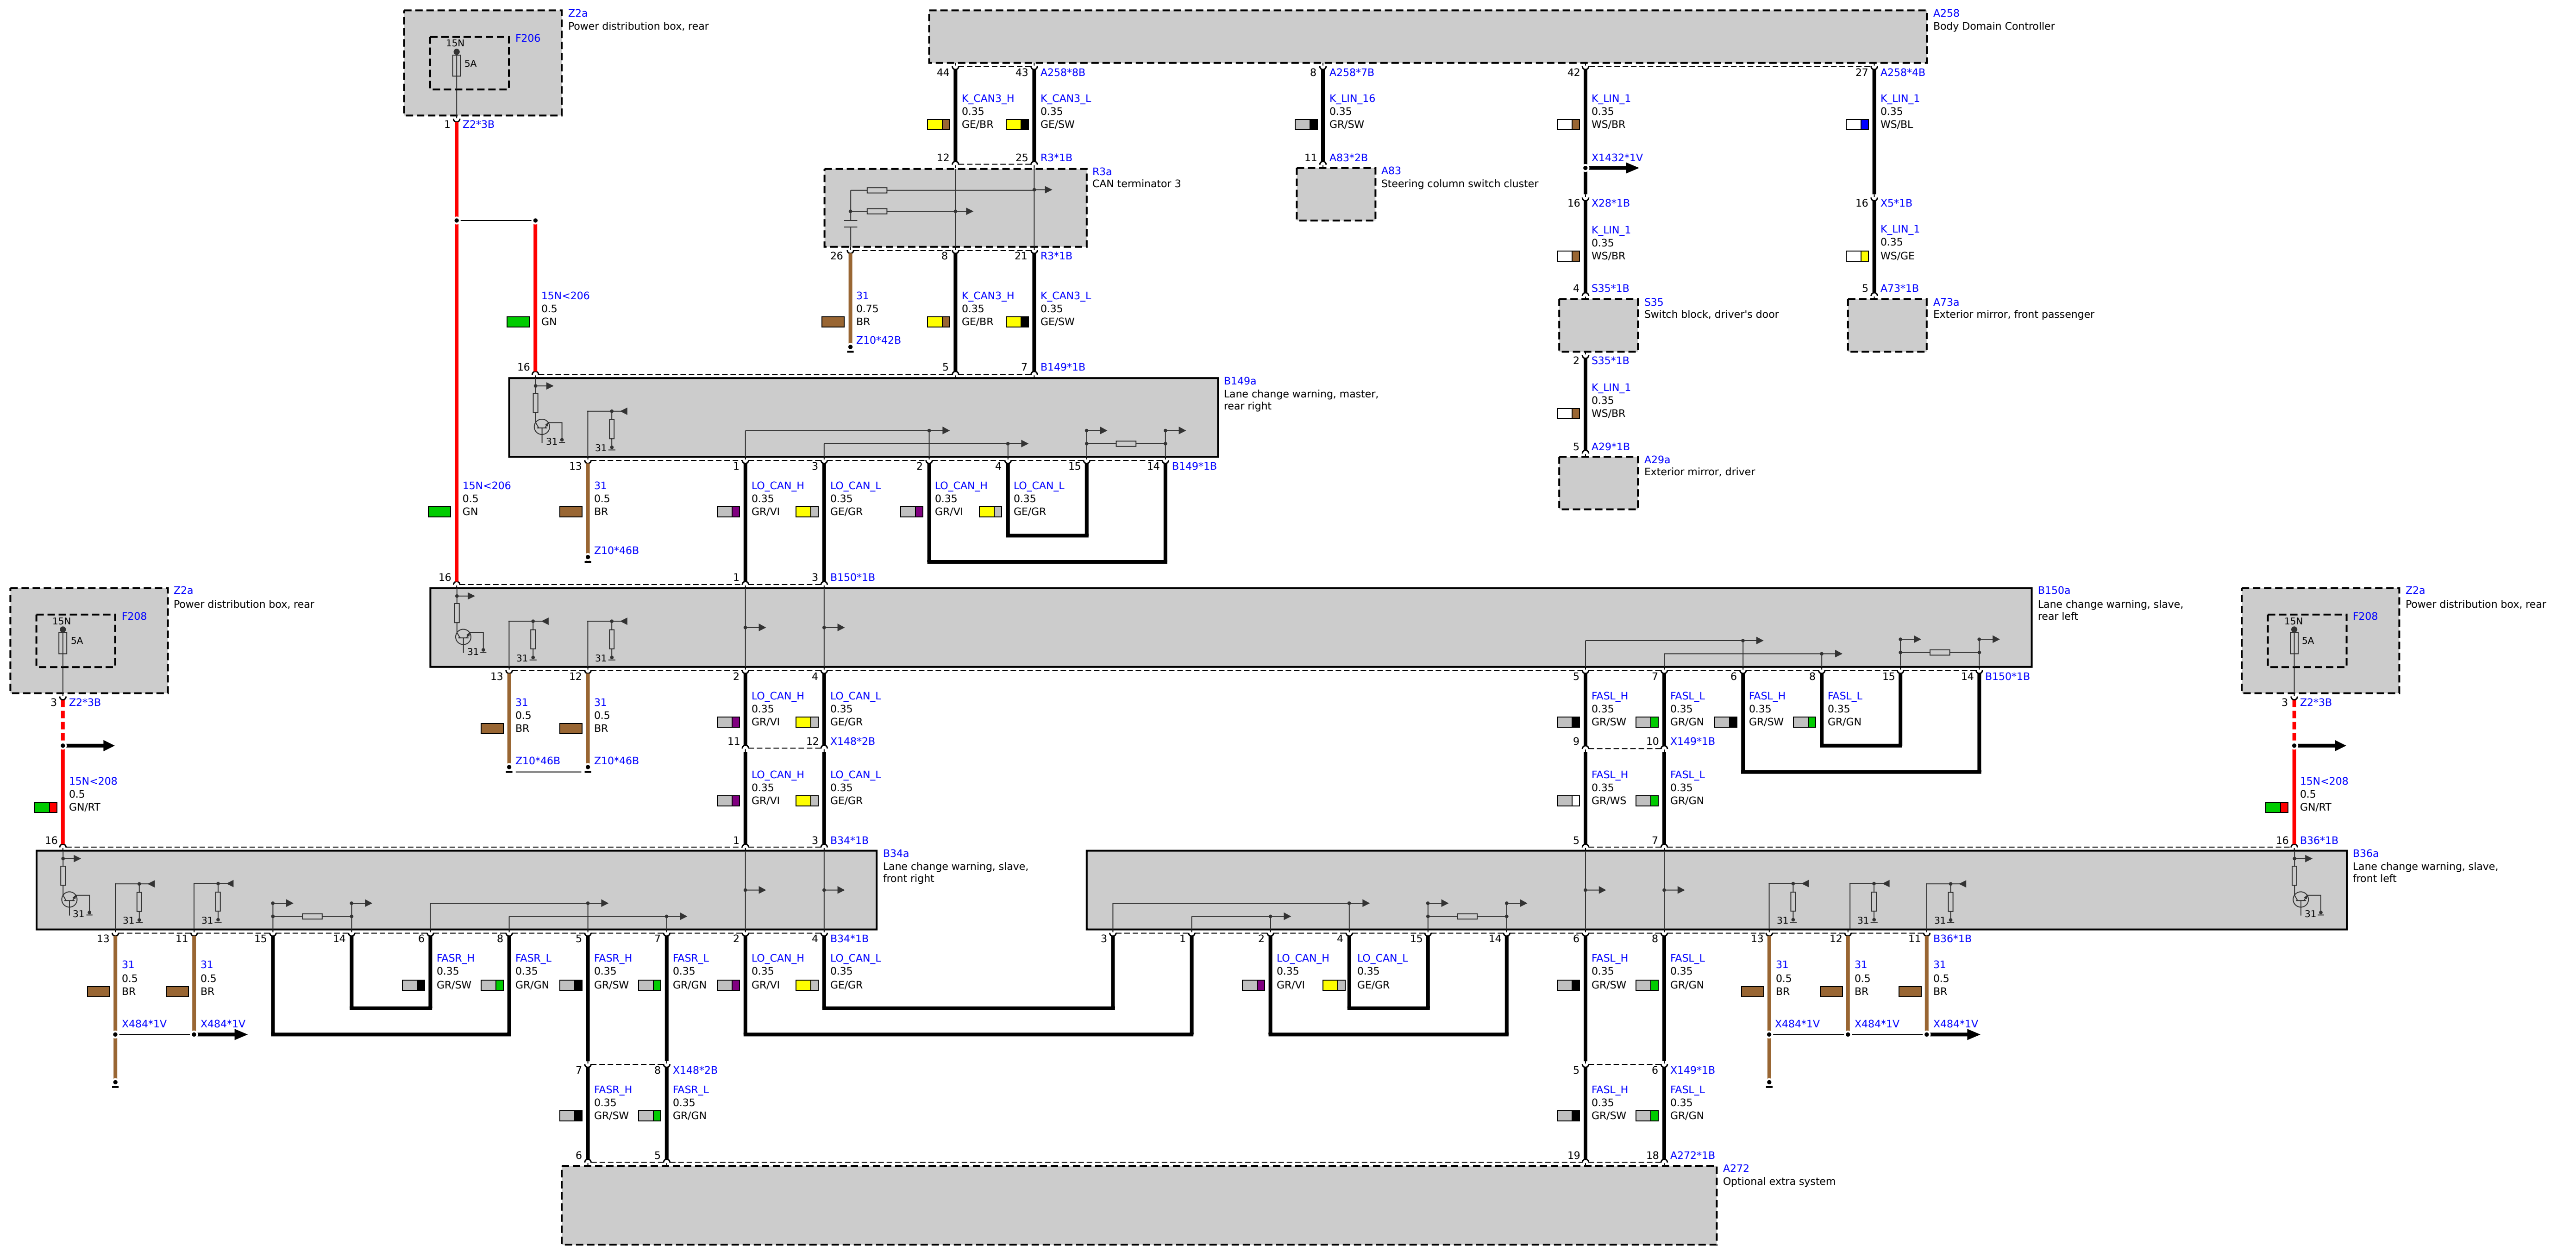 Z2a
Power distribution box, rear
F206
15N
5A
1 Z2*3B
A258
Body Domain Controller
44 43 A258*8B
8 A258*7B
42
27 A258*4B
K_CAN3_H
0.35
GE/BR
K_CAN3_L
0.35
GE/SW
K_LIN_16
0.35
GR/SW
K_LIN_1
0.35
WS/BR
K_LIN_1
0.35
WS/BL
12 25 R3*1B
11 A83*2B
X1432*1V
R3a
CAN terminator 3
A83
Steering column switch cluster
16 X28*1B
16 X5*1B
26 8 21 R3*1B
K_LIN_1
0.35
WS/BR
K_LIN_1
0.35
WS/GE
4 S35*1B
5 A73*1B
15N<206
0.5
GN
31
0.75
BR
Z10*42B
K_CAN3_H
0.35
GE/BR
K_CAN3_L
0.35
GE/SW
S35
Switch block, driver's door
A73a
Exterior mirror, front passenger
16 5 7 B149*1B
2 S35*1B
B149a
Lane change warning, master,
rear right
31
31
K_LIN_1
0.35
WS/BR
5 A29*1B
A29a
Exterior mirror, driver
13 1 3 2 4 15 14 B149*1B
15N<206
0.5
GN
31
0.5
BR
Z10*46B
LO_CAN_H
0.35
GR/VI
LO_CAN_L
0.35
GE/GR
LO_CAN_H
0.35
GR/VI
LO_CAN_L
0.35
GE/GR
16 1 3 B150*1B
Z2a
Power distribution box, rear
F208
15N
5A
3 Z2*3B
B150a
Lane change warning, slave,
rear left
31
31
31
Z2a
Power distribution box, rear
F208
15N
5A
3 Z2*3B
13 12 2 4 5 7 6 8 15 14 B150*1B
31
0.5
BR
Z10*46B
31
0.5
BR
Z10*46B
LO_CAN_H
0.35
GR/VI
LO_CAN_L
0.35
GE/GR
FASL_H
0.35
GR/SW
FASL_L
0.35
GR/GN
FASL_H
0.35
GR/SW
FASL_L
0.35
GR/GN
11 12 X148*2B
9 10 X149*1B
15N<208
0.5
GN/RT
LO_CAN_H
0.35
GR/VI
LO_CAN_L
0.35
GE/GR
FASL_H
0.35
GR/WS
FASL_L
0.35
GR/GN
15N<208
0.5
GN/RT
16 1 3 B34*1B
5 7 16 B36*1B
B34a
Lane change warning, slave,
front right
31
31
31
B36a
Lane change warning, slave,
front left
31
31
31
31
13 11 15 14 6 8 5 7 2 4 B34*1B
3 1 2 4 15 14 6 8 13 12 11 B36*1B
31
0.5
BR
X484*1V
31
0.5
BR
X484*1V
FASR_H
0.35
GR/SW
FASR_L
0.35
GR/GN
FASR_H
0.35
GR/SW
FASR_L
0.35
GR/GN
LO_CAN_H
0.35
GR/VI
LO_CAN_L
0.35
GE/GR
LO_CAN_H
0.35
GR/VI
LO_CAN_L
0.35
GE/GR
FASL_H
0.35
GR/SW
FASL_L
0.35
GR/GN
31
0.5
BR
X484*1V
31
0.5
BR
X484*1V
31
0.5
BR
X484*1V
7 8 X148*2B
5 6 X149*1B
FASR_H
0.35
GR/SW
FASR_L
0.35
GR/GN
FASL_H
0.35
GR/SW
FASL_L
0.35
GR/GN
6 5 19 18 A272*1B
A272
Optional extra system